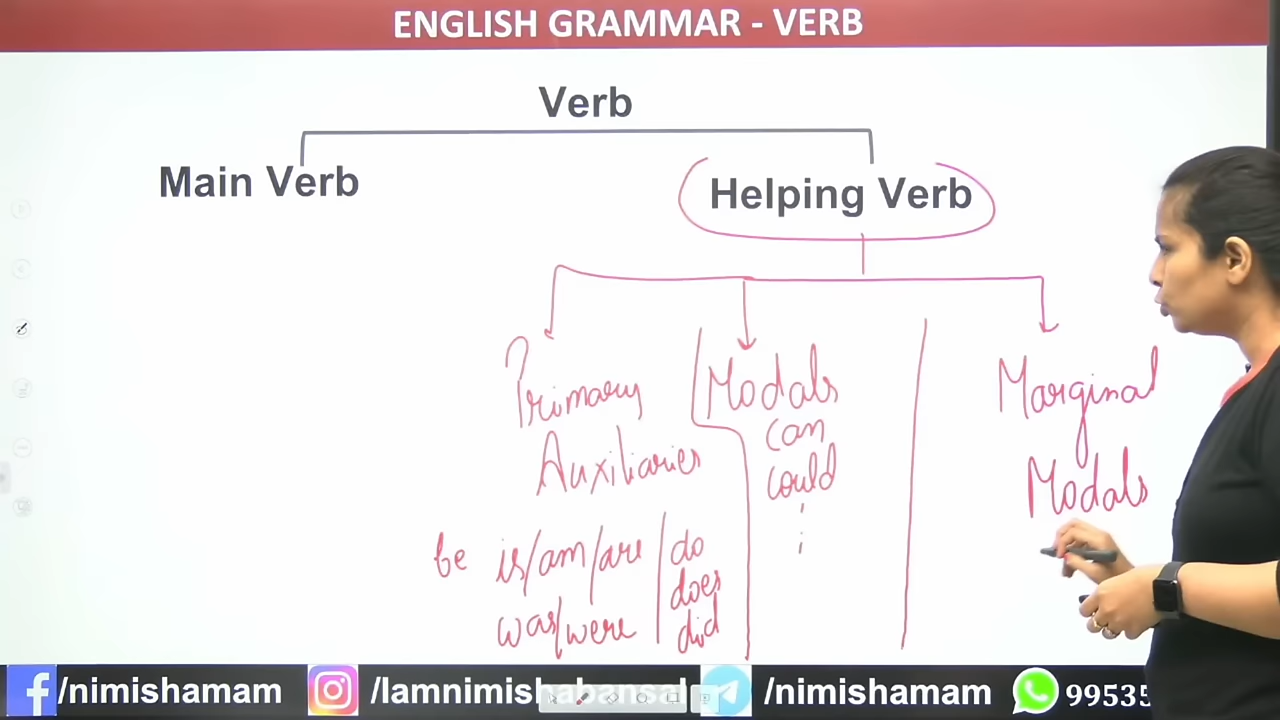 ENGLISH GRAMMAR - VERB
Verb
Main Verb
Helping Verb
Primary
Auxiliaries
be is/am/are
was/were
do
does
did
Modals
can
could
Marginal
Modals
/nimishamam
/Iamnimishabansal
/nimishamam
99535